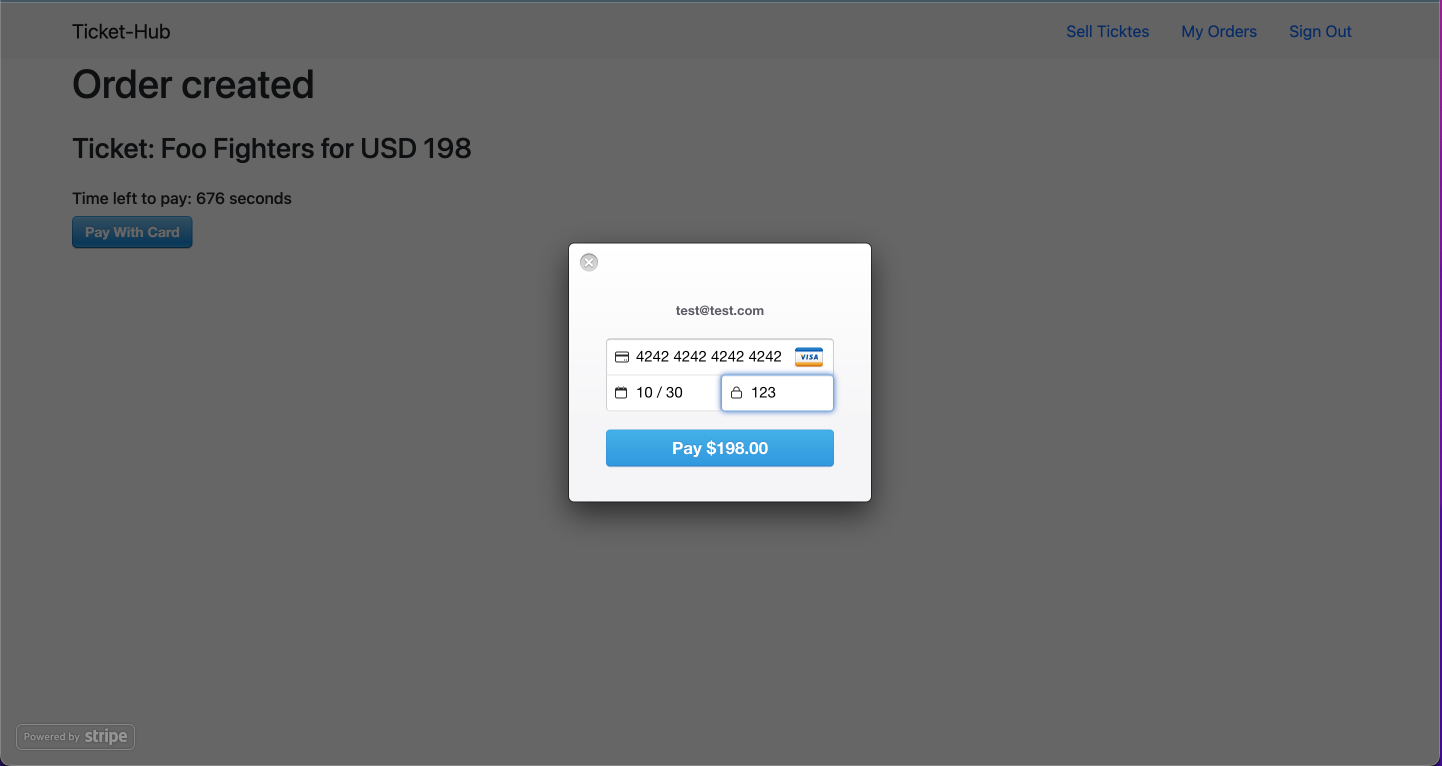 Ticket-Hub
Sell Ticktes
My Orders
Sign Out
Order created
Ticket: Foo Fighters for USD 198
Time left to pay: 676 seconds
Pay With Card
test@test.com
4242 4242 4242 4242 VISA
10 / 30 123
Pay $198.00
Powered by stripe